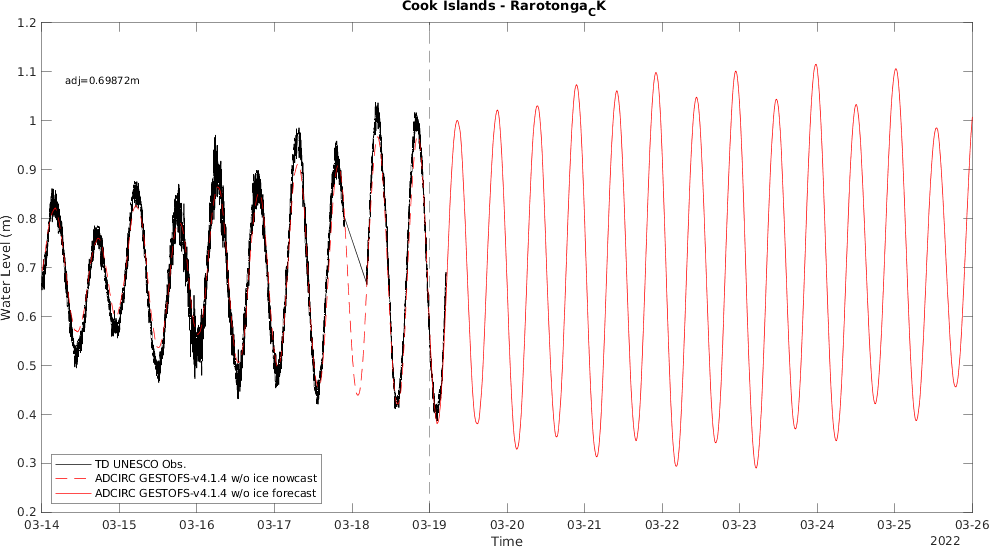 Cook Islands - Rarotonga_CK
1.2
1.1
1
0.9
0.8
0.7
0.6
0.5
0.4
0.3
0.2
Water Level (m)
adj=0.69872m
TD UNESCO Obs.
ADCIRC GESTOFS-v4.1.4 w/o ice nowcast
ADCIRC GESTOFS-v4.1.4 w/o ice forecast
03-14 03-15 03-16 03-17 03-18 03-19 03-20 03-21 03-22 03-23 03-24 03-25 03-26
Time
2022